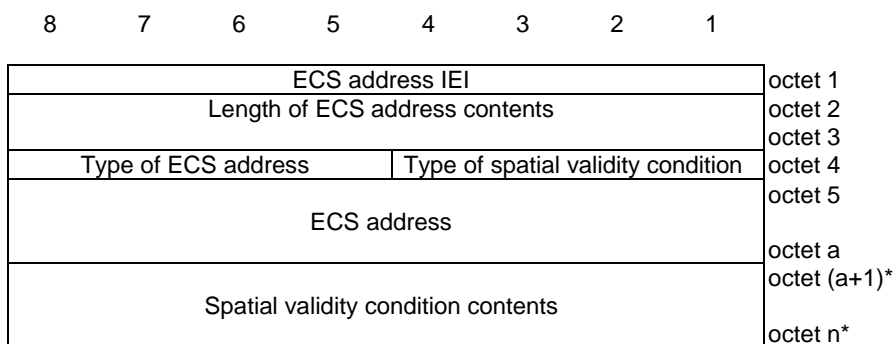 8 7 6 5 4 3 2 1
ECS address IEI octet 1
Length of ECS address contents octet 2
octet 3
Type of ECS address Type of spatial validity condition octet 4
octet 5
ECS address
octet a
octet (a+1)*
Spatial validity condition contents
octet n*